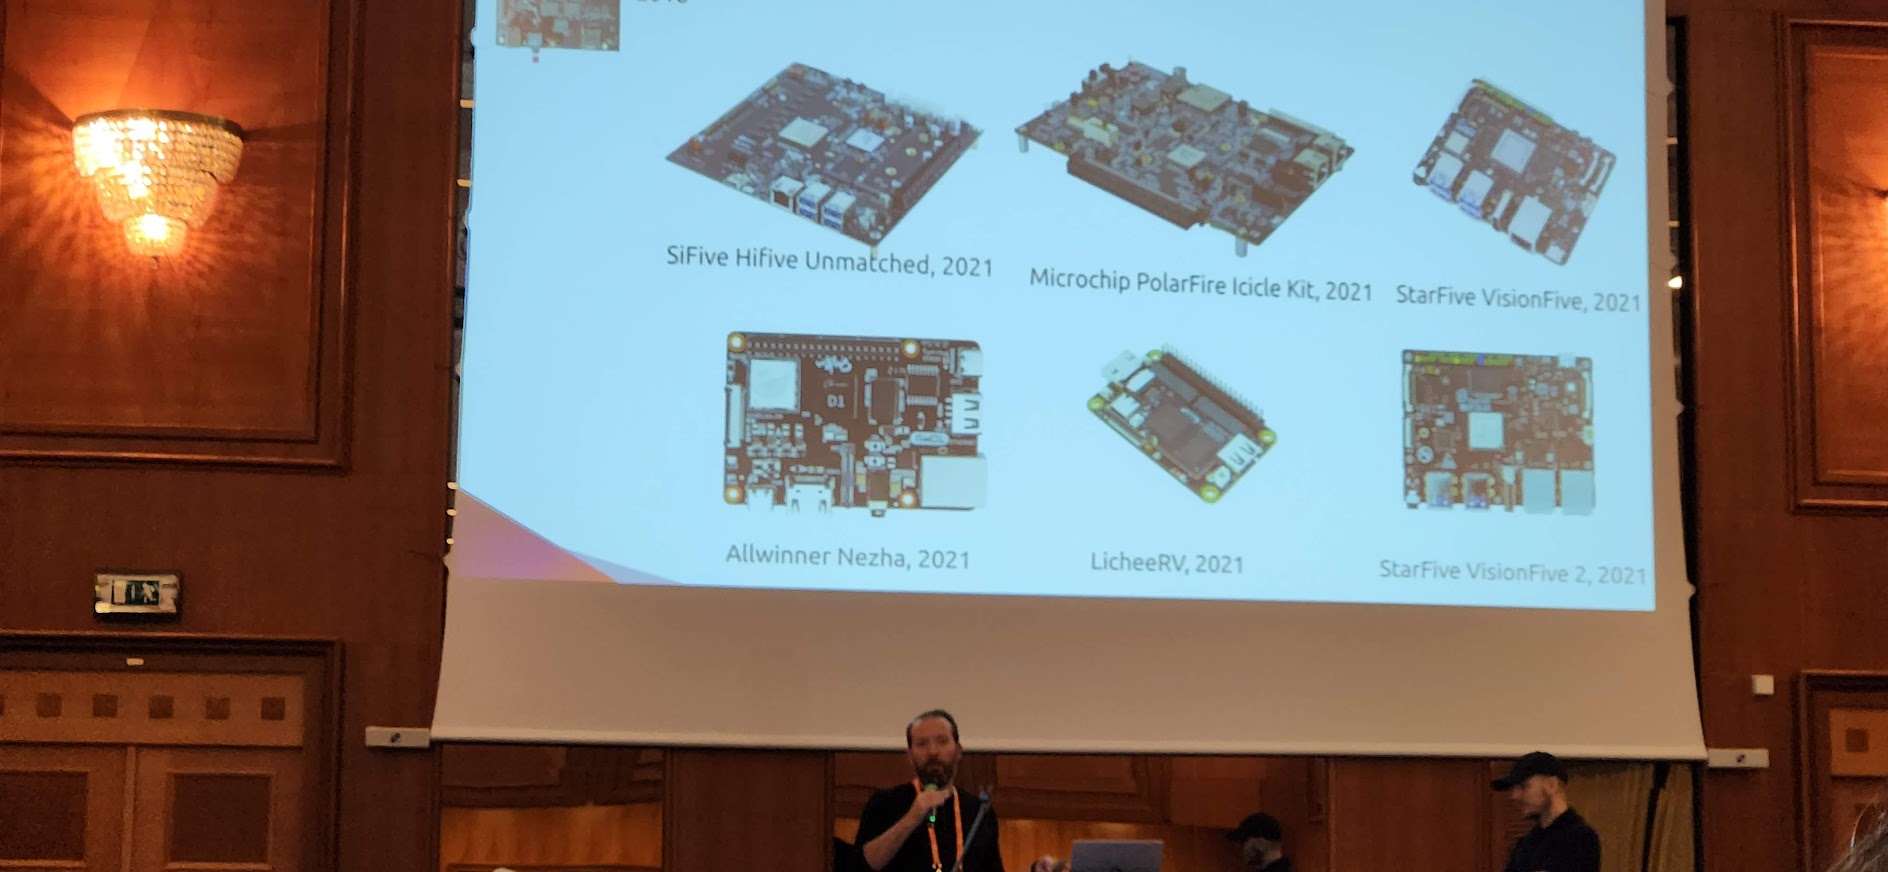 SiFive Hifive Unmatched, 2021
Microchip PolarFire Icicle Kit, 2021
StarFive VisionFive, 2021
D1
Allwinner Nezha, 2021
LicheeRV, 2021
StarFive VisionFive 2, 2021